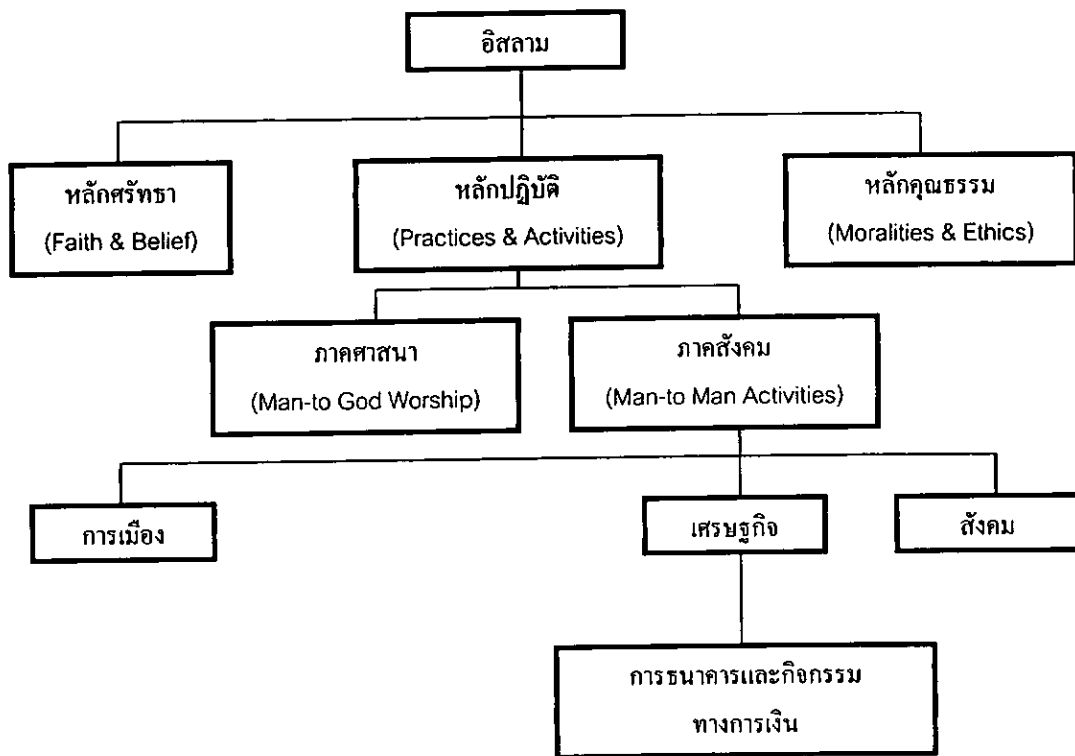 อิสลาม
หลักศรัทธา
(Faith & Belief)
หลักปฏิบัติ
(Practices & Activities)
หลักคุณธรรม
(Moralities & Ethics)
ภาคศาสนา
(Man-to God Worship)
ภาคสังคม
(Man-to Man Activities)
การเมือง
เศรษฐกิจ
สังคม
การธนาคารและกิจกรรม
ทางการเงิน